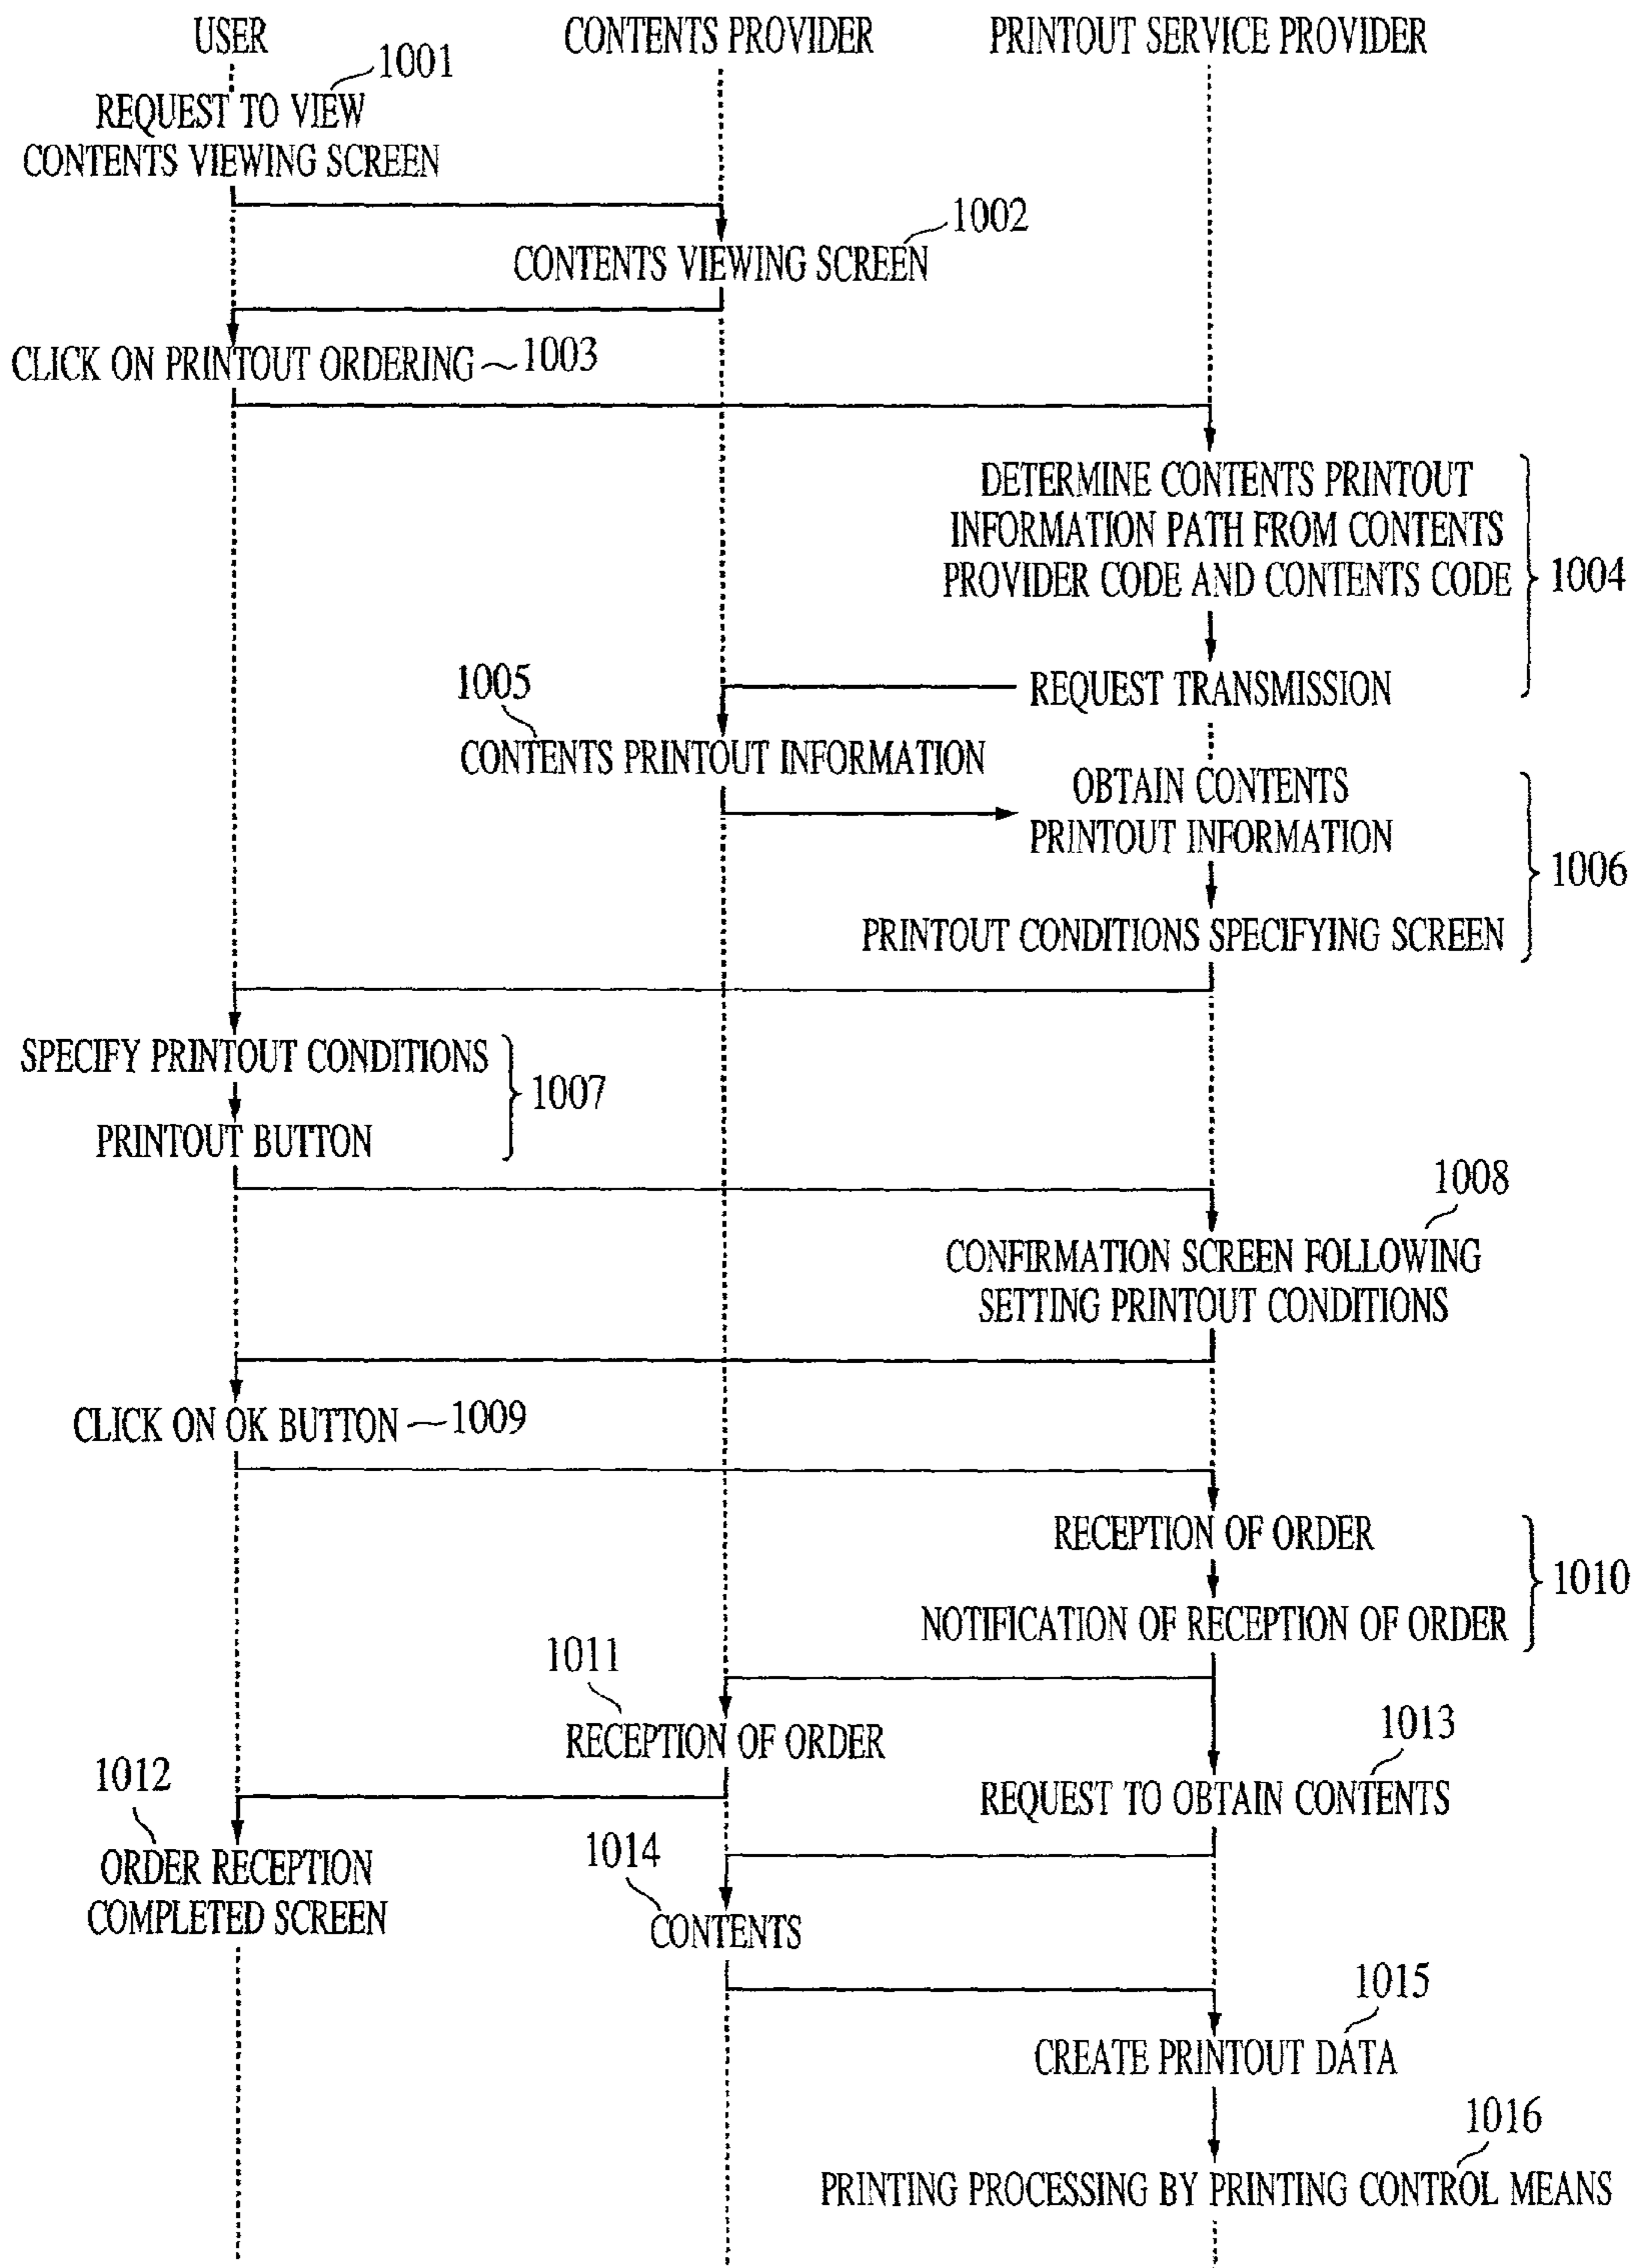 USER
CONTENTS PROVIDER
PRINTOUT SERVICE PROVIDER
1001
REQUEST TO VIEW
CONTENTS VIEWING SCREEN
1002
CONTENTS VIEWING SCREEN
CLICK ON PRINTOUT ORDERING
1003
DETERMINE CONTENTS PRINTOUT
INFORMATION PATH FROM CONTENTS
PROVIDER CODE AND CONTENTS CODE
1004
REQUEST TRANSMISSION
1005
CONTENTS PRINTOUT INFORMATION
OBTAIN CONTENTS
PRINTOUT INFORMATION
1006
PRINTOUT CONDITIONS SPECIFYING SCREEN
SPECIFY PRINTOUT CONDITIONS
1007
PRINTOUT BUTTON
1008
CONFIRMATION SCREEN FOLLOWING
SETTING PRINTOUT CONDITIONS
CLICK ON OK BUTTON
1009
RECEPTION OF ORDER
1010
NOTIFICATION OF RECEPTION OF ORDER
1011
RECEPTION OF ORDER
1013
REQUEST TO OBTAIN CONTENTS
1012
ORDER RECEPTION
COMPLETED SCREEN
1014
CONTENTS
1015
CREATE PRINTOUT DATA
1016
PRINTING PROCESSING BY PRINTING CONTROL MEANS